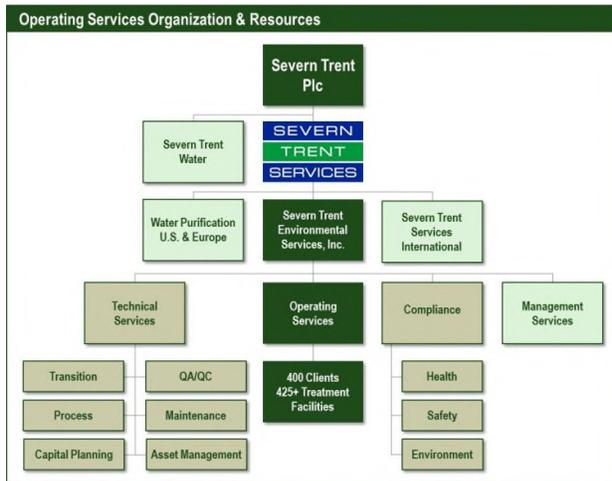 Operating Services Organization & Resources
Severn Trent
Plc
Severn Trent
Water
SEVERN
TRENT
SERVICES
Water Purification
U.S. & Europe
Severn Trent
Environmental
Services, Inc.
Severn Trent
Services
International
Technical
Services
Operating
Services
Compliance
Management
Services
Transition
QA/QC
400 Clients
425+ Treatment
Facilities
Health
Process
Maintenance
Safety
Capital Planning
Asset Management
Environment